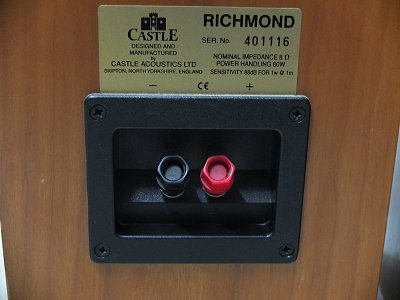 CASTLE
DESIGNED AND
MANUFACTURED
by
CASTLE ACOUSTICS LTD
SKIPTON, NORTH YORKSHIRE, ENGLAND
RICHMOND
SER. No. 401116
NOMINAL IMPEDANCE 8 Ω
POWER HANDLING 80W
SENSITIVITY 88dB FOR 1w @ 1m
− CE +